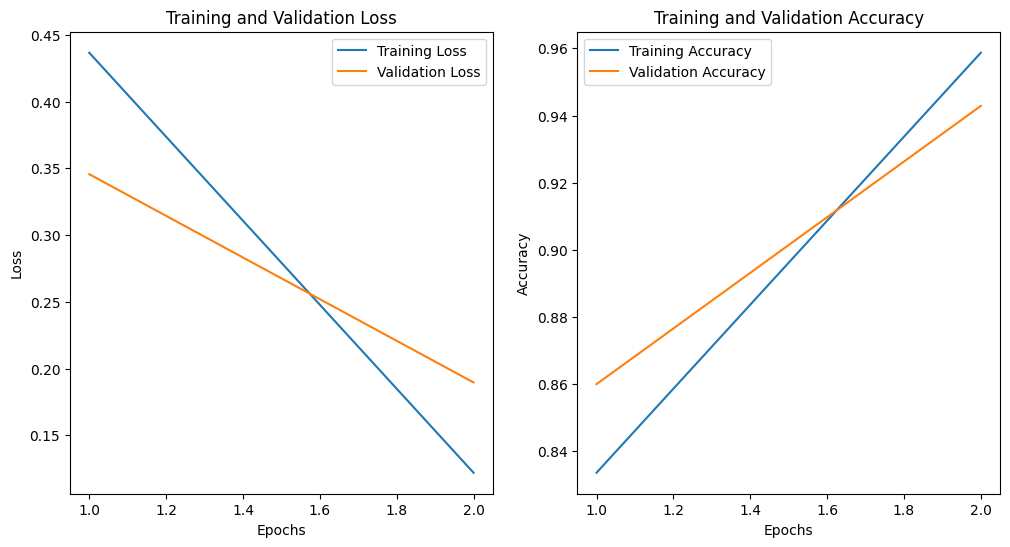 Training and Validation Loss
Training Loss
Validation Loss
0.45
0.40
0.35
0.30
0.25
0.20
0.15
Loss
1.0
1.2
1.4
1.6
1.8
2.0
Epochs
Training and Validation Accuracy
Training Accuracy
Validation Accuracy
0.96
0.94
0.92
0.90
0.88
0.86
0.84
Accuracy
1.0
1.2
1.4
1.6
1.8
2.0
Epochs